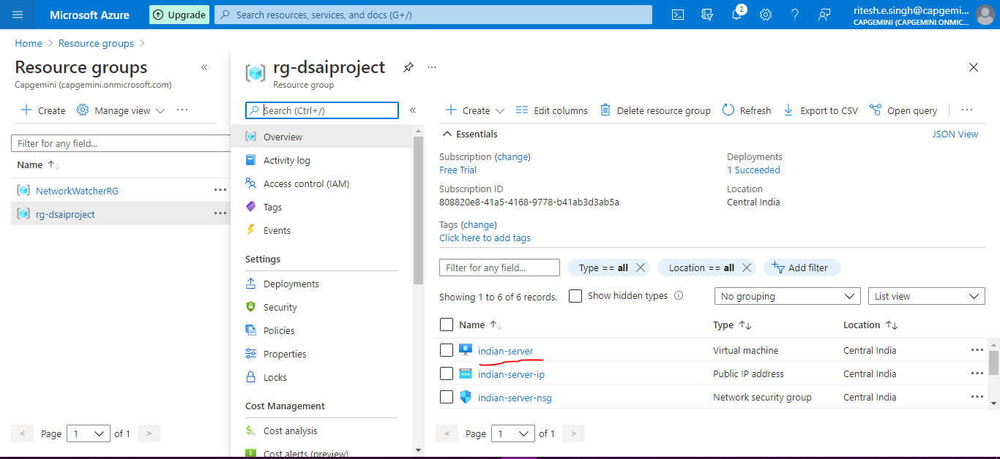 Microsoft Azure
Upgrade
Search resources, services, and docs (G+/)
2
ritesh.e.singh@capgemi...
CAPGEMINI (CAPGEMINI.ONMIC...
Home > Resource groups >
Resource groups
«
Capgemini (capgemini.onmicrosoft.com)
Create
Manage view
...
Filter for any field...
Name ↑↓
NetworkWatcherRG
...
rg-dsaiproject
...
< Page 1 of 1 >
rg-dsaiproject
...
Resource group
Search (Ctrl+/)
«
Overview
Activity log
Access control (IAM)
Tags
Events
Settings
Deployments
Security
Policies
Properties
Locks
Cost Management
Cost analysis
Cost alerts (preview)
Create
Edit columns
Delete resource group
Refresh
Export to CSV
Open query
...
Essentials
JSON View
Subscription (change)
Free Trial
Subscription ID
808820e8-41a5-4168-9778-b41ab3d3ab5a
Tags (change)
Click here to add tags
Deployments
1 Succeeded
Location
Central India
Filter for any field...
Type == all
Location == all
Add filter
Showing 1 to 6 of 6 records.
Show hidden types
No grouping
List view
Name ↑↓ Type ↑↓ Location ↑↓
indian-server Virtual machine Central India ...
indian-server-ip Public IP address Central India ...
indian-server-nsg Network security group Central India ...
< Page 1 of 1 >